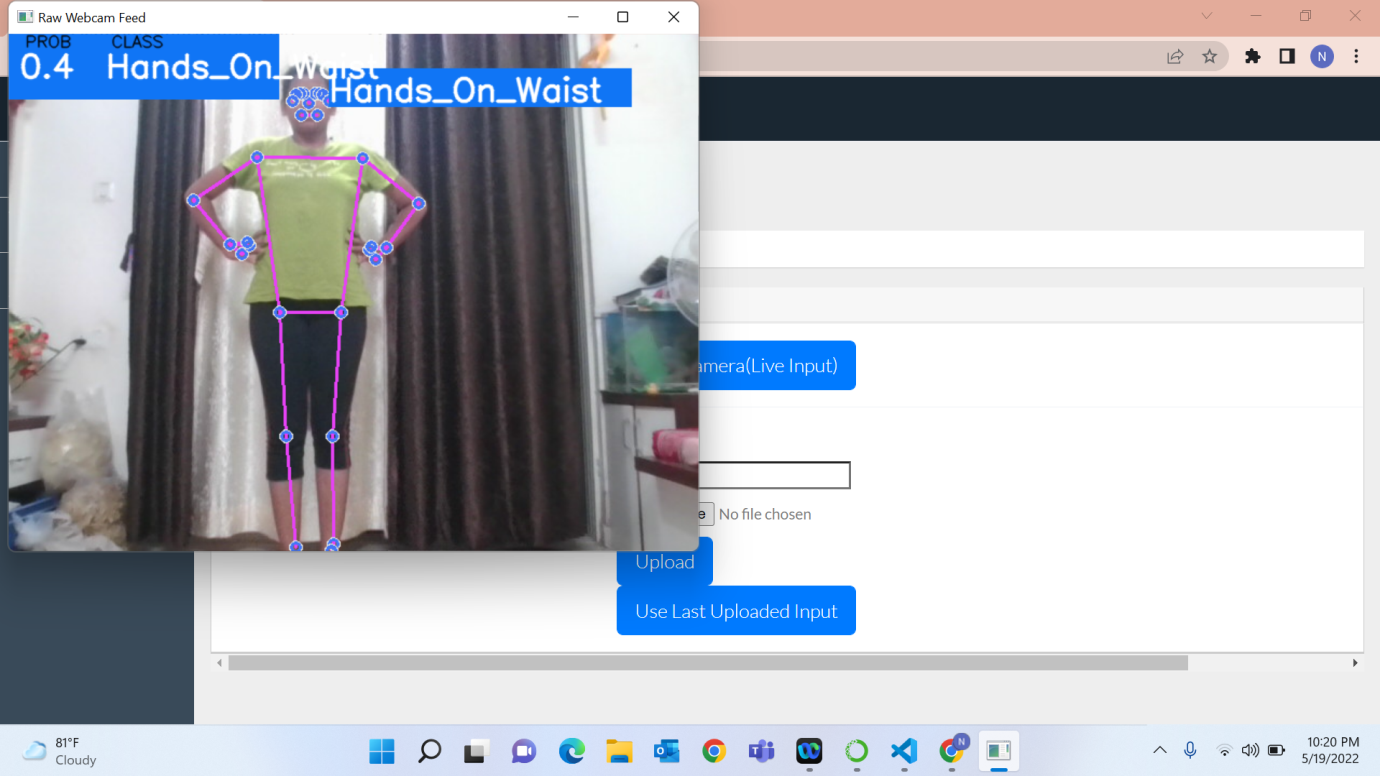 Raw Webcam Feed
PROB CLASS
0.4 Hands_On_Waist
Hands_On_Waist
N
amera(Live Input)
e No file chosen
Upload
Use Last Uploaded Input
81°F
Cloudy
N
10:20 PM
5/19/2022